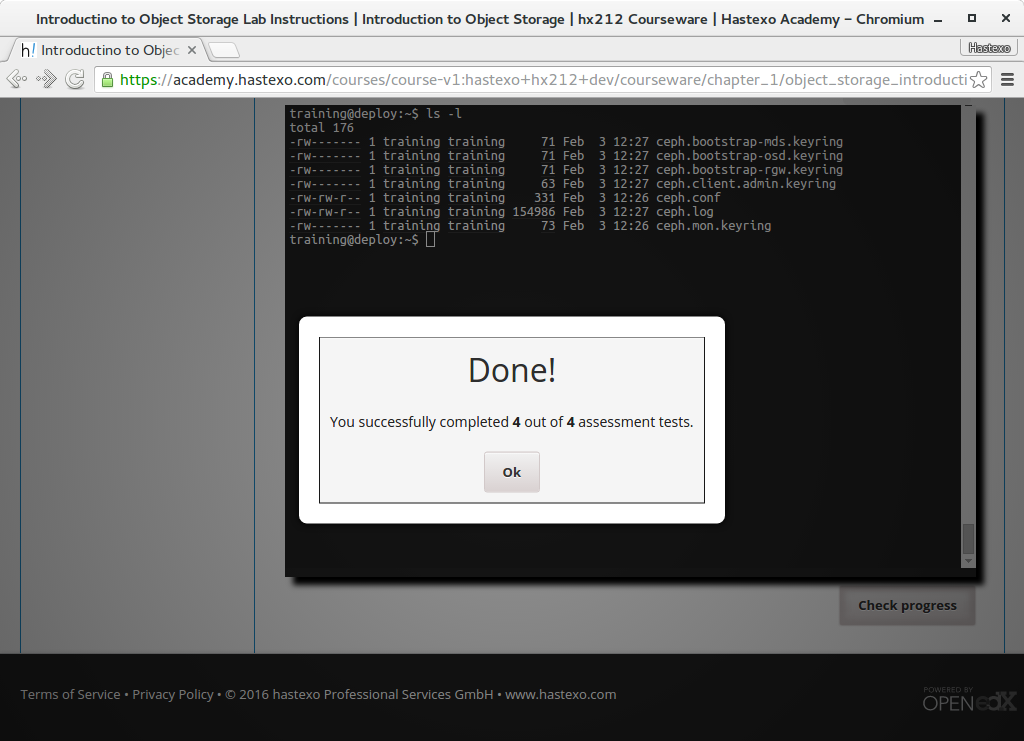 Introductino to Object Storage Lab Instructions | Introduction to Object Storage | hx212 Courseware | Hastexo Academy – Chromium
h! Introductino to Objec
Hastexo
https://academy.hastexo.com/courses/course-v1:hastexo+hx212+dev/courseware/chapter_1/object_storage_introducti
training@deploy:~$ ls -l
total 176
-rw------- 1 training training     71 Feb  3 12:27 ceph.bootstrap-mds.keyring
-rw------- 1 training training     71 Feb  3 12:27 ceph.bootstrap-osd.keyring
-rw------- 1 training training     71 Feb  3 12:27 ceph.bootstrap-rgw.keyring
-rw------- 1 training training     63 Feb  3 12:27 ceph.client.admin.keyring
-rw-rw-r-- 1 training training    331 Feb  3 12:26 ceph.conf
-rw-rw-r-- 1 training training 154986 Feb  3 12:27 ceph.log
-rw------- 1 training training     73 Feb  3 12:26 ceph.mon.keyring
training@deploy:~$
Done!
You successfully completed 4 out of 4 assessment tests.
Ok
Check progress
Terms of Service • Privacy Policy • © 2016 hastexo Professional Services GmbH • www.hastexo.com
POWERED BY
OPEN edX